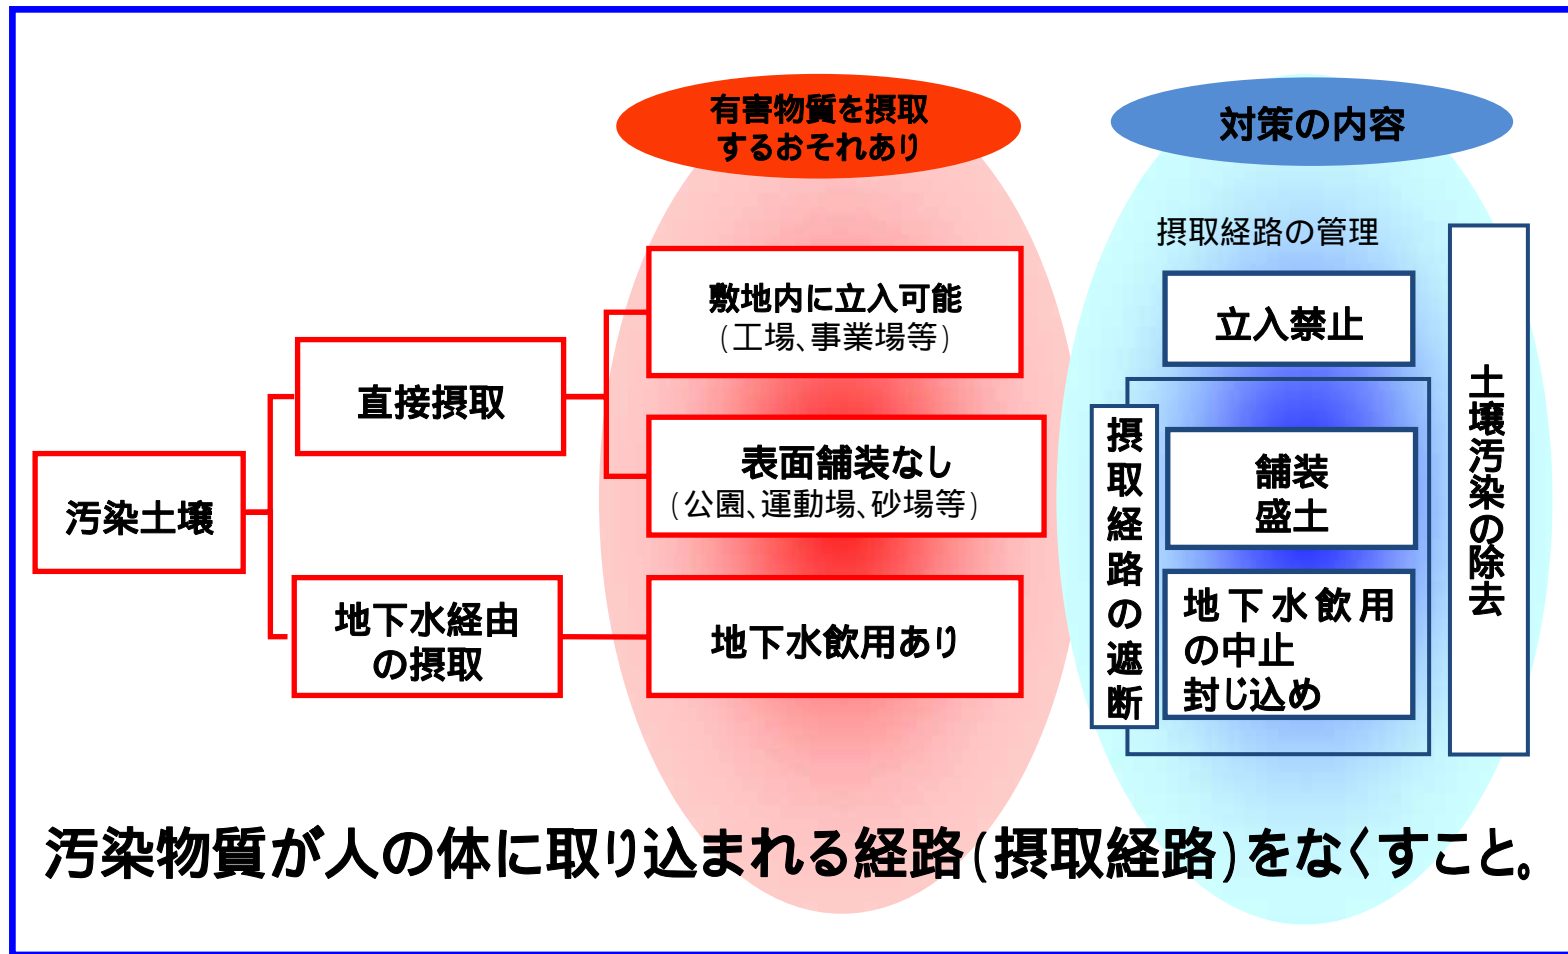 有害物質を摂取
するおそれあり
対策の内容
汚染土壌
直接摂取
地下水経由
の摂取
敷地内に立入可能
(工場、事業場等)
表面舗装なし
(公園、運動場、砂場等)
地下水飲用あり
摂取経路の管理
立入禁止
摂取経路の遮断
舗装
盛土
地下水飲用
の中止
封じ込め
土壌汚染の除去
汚染物質が人の体に取り込まれる経路(摂取経路)をなくすこと。